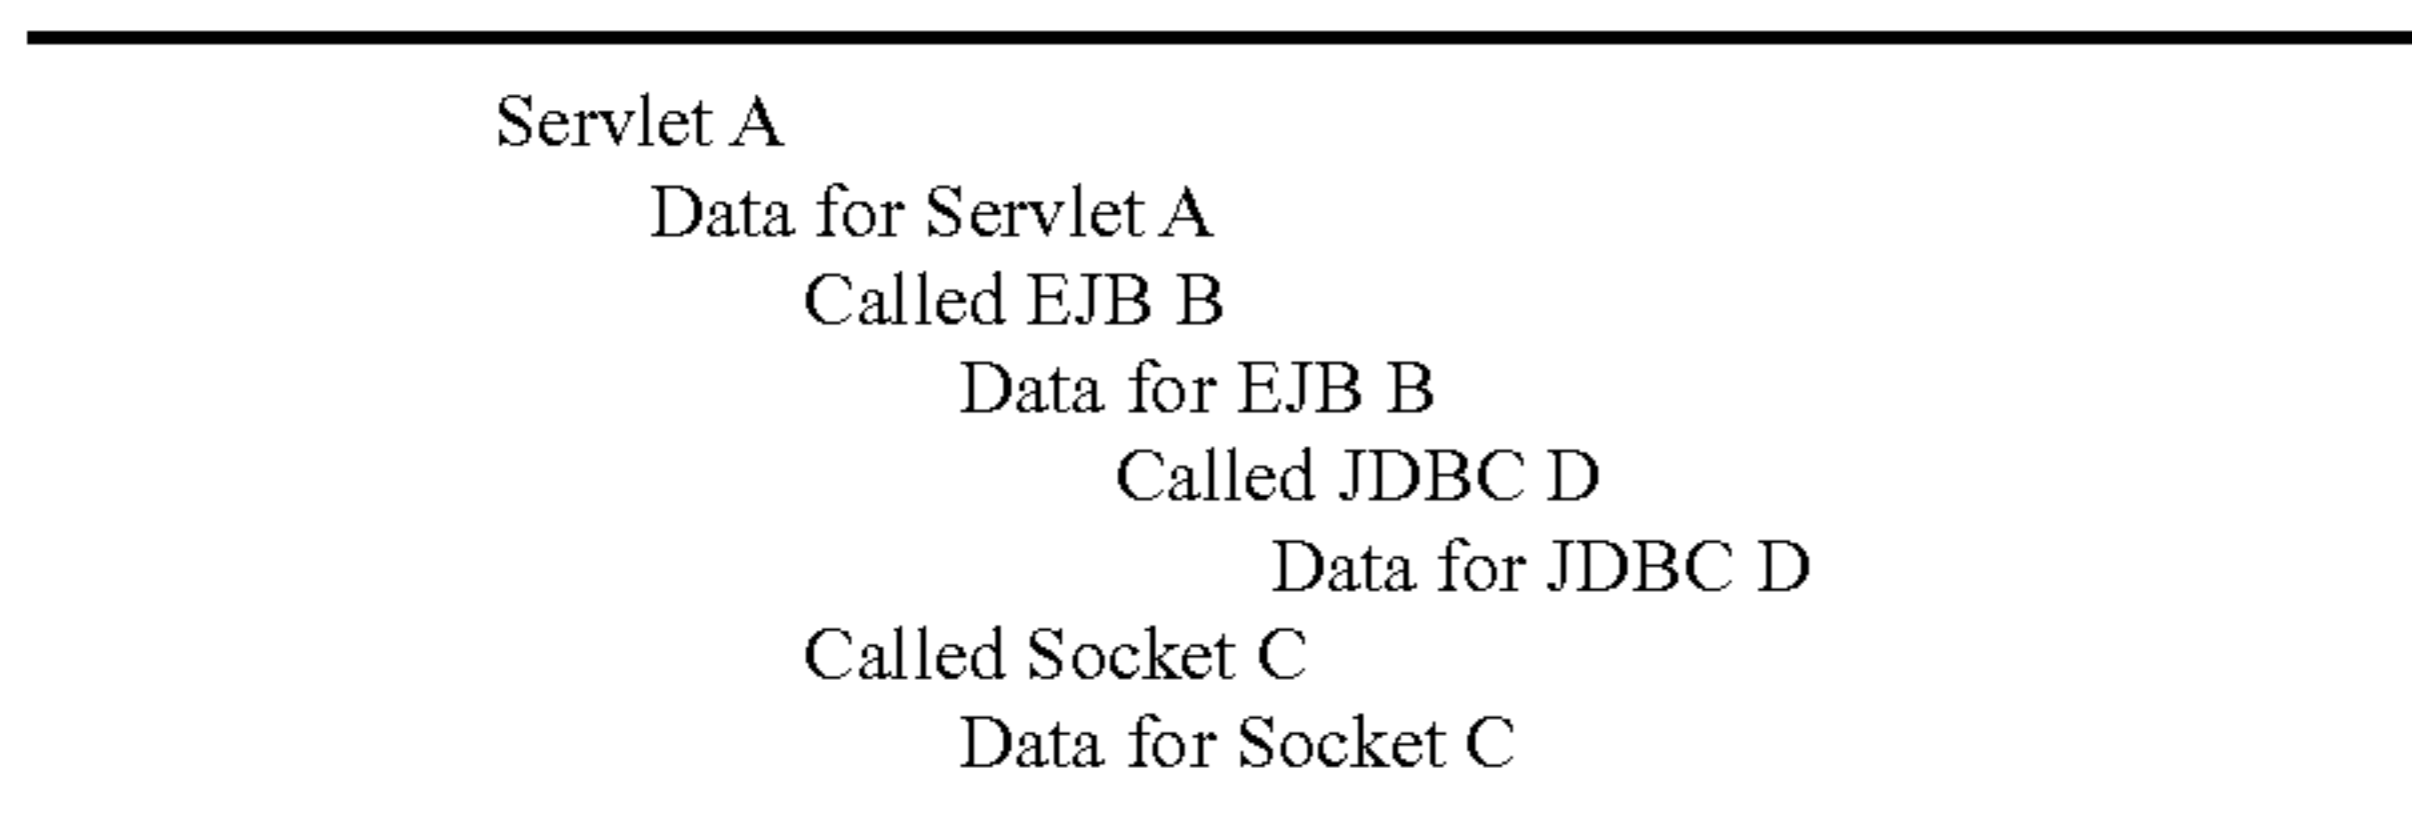 Servlet A
Data for Servlet A
Called EJB B
Data for EJB B
Called JDBC D
Data for JDBC D
Called Socket C
Data for Socket C